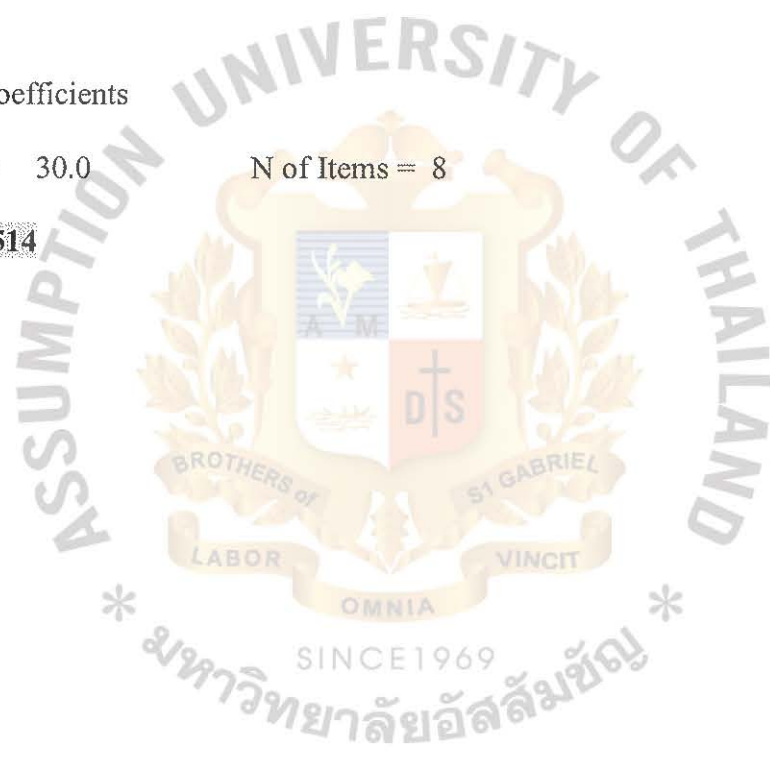 UNIVERSITY OF THAILAND
oefficients
30.0 N of Items = 8
514
ASSUMPTION
A M
D S
BROTHERS of ST GABRIEL
LABOR VINCIT
OMNIA
SINCE1969
มหาวิทยาลัยอัสสัมชัญ